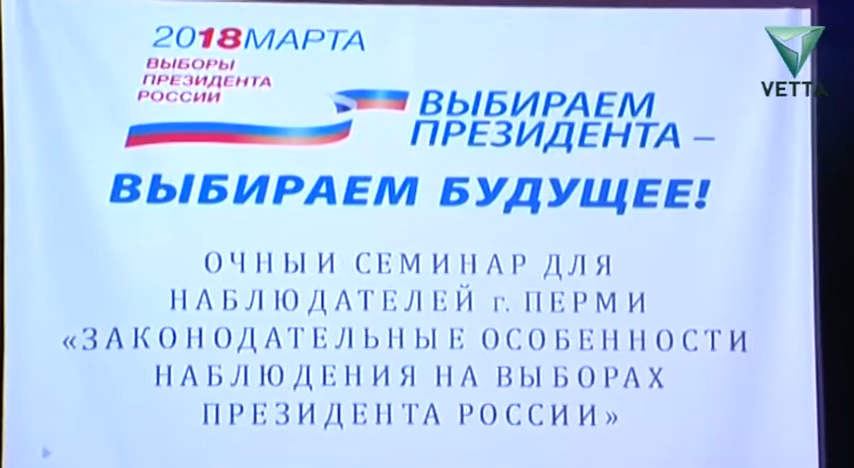 2018МАРТА
ВЫБОРЫ
ПРЕЗИДЕНТА
РОССИИ
ВЫБИРАЕМ
ПРЕЗИДЕНТА –
ВЫБИРАЕМ БУДУЩЕЕ!
ОЧНЫЙ СЕМИНАР ДЛЯ
НАБЛЮДАТЕЛЕЙ г. ПЕРМИ
«ЗАКОНОДАТЕЛЬНЫЕ ОСОБЕННОСТИ
НАБЛЮДЕНИЯ НА ВЫБОРАХ
ПРЕЗИДЕНТА РОССИИ»
VETTA